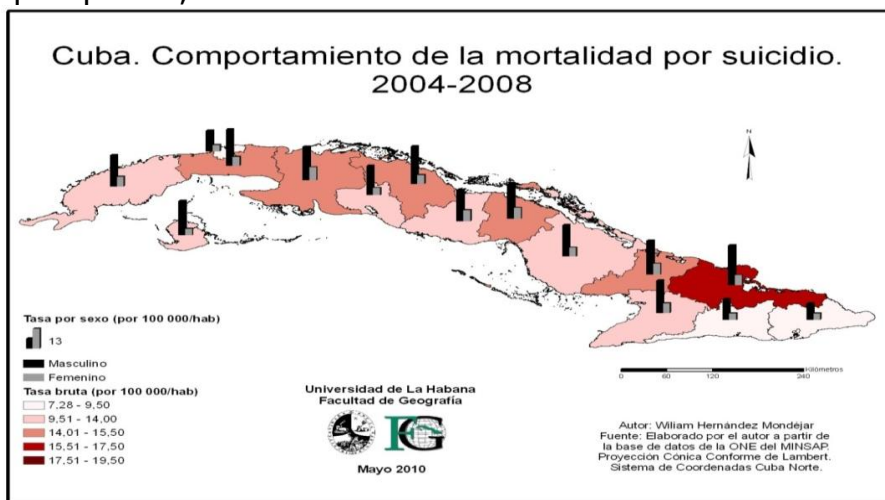 Cuba. Comportamiento de la mortalidad por suicidio.
2004-2008
N
Tasa por sexo (por 100 000/hab)
13
Masculino
Femenino
Tasa bruta (por 100 000/hab)
7,28 - 9,50
9,51 - 14,00
14,01 - 15,50
15,51 - 17,50
17,51 - 19,50
Universidad de La Habana
Facultad de Geografía
FG
Mayo 2010
Kilómetros
0 60 120 240
Autor: Wiliam Hernández Mondéjar
Fuente: Elaborado por el autor a partir de
la base de datos de la ONE del MINSAP.
Proyección Cónica Conforme de Lambert.
Sistema de Coordenadas Cuba Norte.